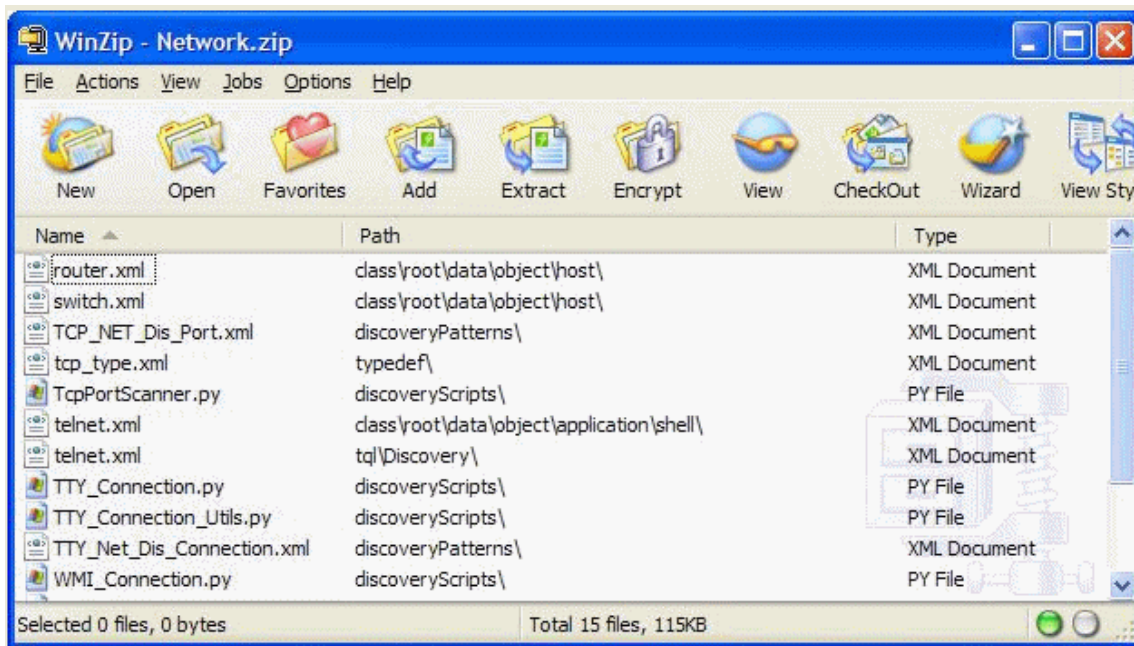 WinZip - Network.zip
File Actions View Jobs Options Help
New Open Favorites Add Extract Encrypt View CheckOut Wizard View Sty
Name Path Type
router.xml class\root\data\object\host\ XML Document
switch.xml class\root\data\object\host\ XML Document
TCP_NET_Dis_Port.xml discoveryPatterns\ XML Document
tcp_type.xml typedef\ XML Document
TcpPortScanner.py discoveryScripts\ PY File
telnet.xml class\root\data\object\application\shell\ XML Document
telnet.xml tql\Discovery\ XML Document
TTY_Connection.py discoveryScripts\ PY File
TTY_Connection_Utils.py discoveryScripts\ PY File
TTY_Net_Dis_Connection.xml discoveryPatterns\ XML Document
WMI_Connection.py discoveryScripts\ PY File
Selected 0 files, 0 bytes Total 15 files, 115KB